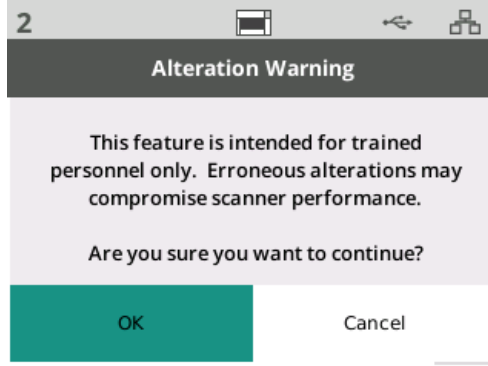 2
Alteration Warning
This feature is intended for trained
personnel only.  Erroneous alterations may
compromise scanner performance.
Are you sure you want to continue?
OK
Cancel